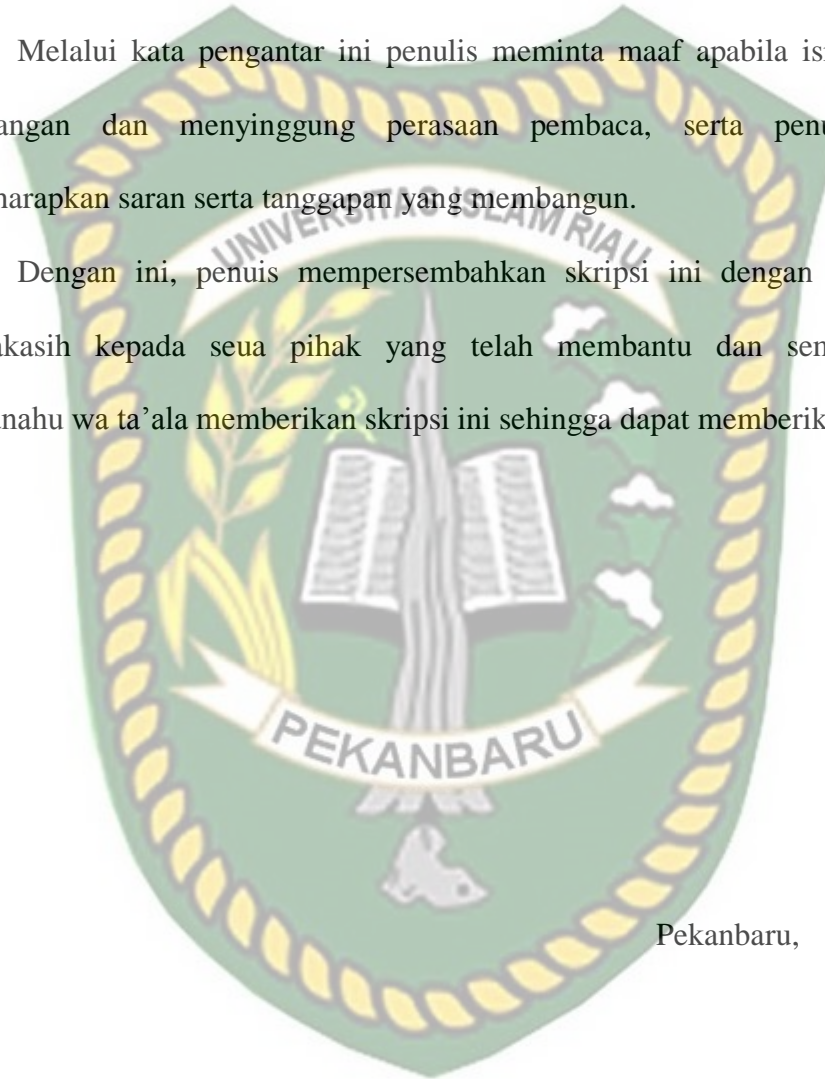 Melalui kata pengantar ini penulis meminta maaf apabila is
angan dan menyinggung perasaan pembaca, serta penu
harapkan saran serta tanggapan yang membangun.
UNIVERSITAS ISLAM RIAU
Dengan ini, penuis mempersembahkan skripsi ini dengan
akasih kepada seua pihak yang telah membantu dan sem
nahu wa ta’ala memberikan skripsi ini sehingga dapat memberik
PEKANBARU
Pekanbaru,